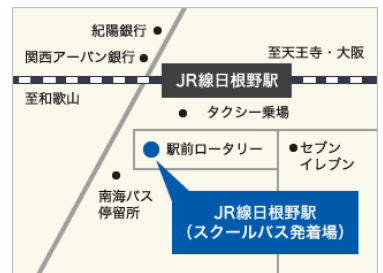 紀陽銀行
関西アーバン銀行
至天王寺・大阪
JR線日根野駅
至和歌山
タクシー乗場
駅前ロータリー
セブン
イレブン
南海バス
停留所
JR線日根野駅
（スクールバス発着場）